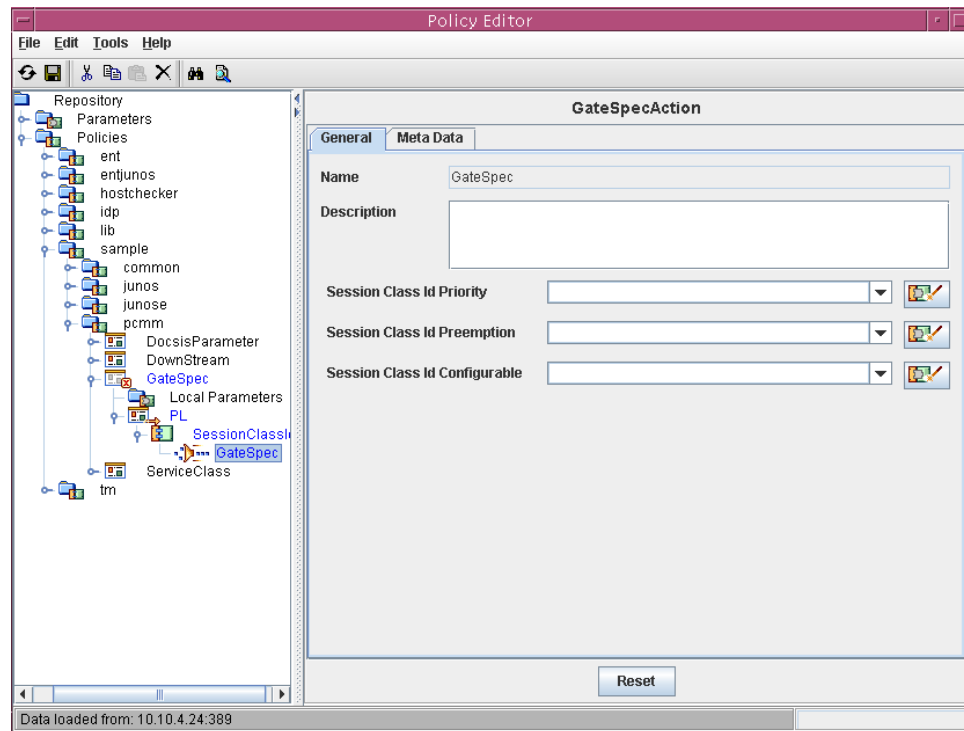 Policy Editor
File Edit Tools Help
Repository
Parameters
Policies
ent
entjunos
hostchecker
idp
lib
sample
common
junos
junose
pcmm
DocsisParameter
DownStream
GateSpec
Local Parameters
PL
SessionClassI
GateSpec
ServiceClass
tm
GateSpecAction
General Meta Data
Name GateSpec
Description
Session Class Id Priority
Session Class Id Preemption
Session Class Id Configurable
Reset
Data loaded from: 10.10.4.24:389